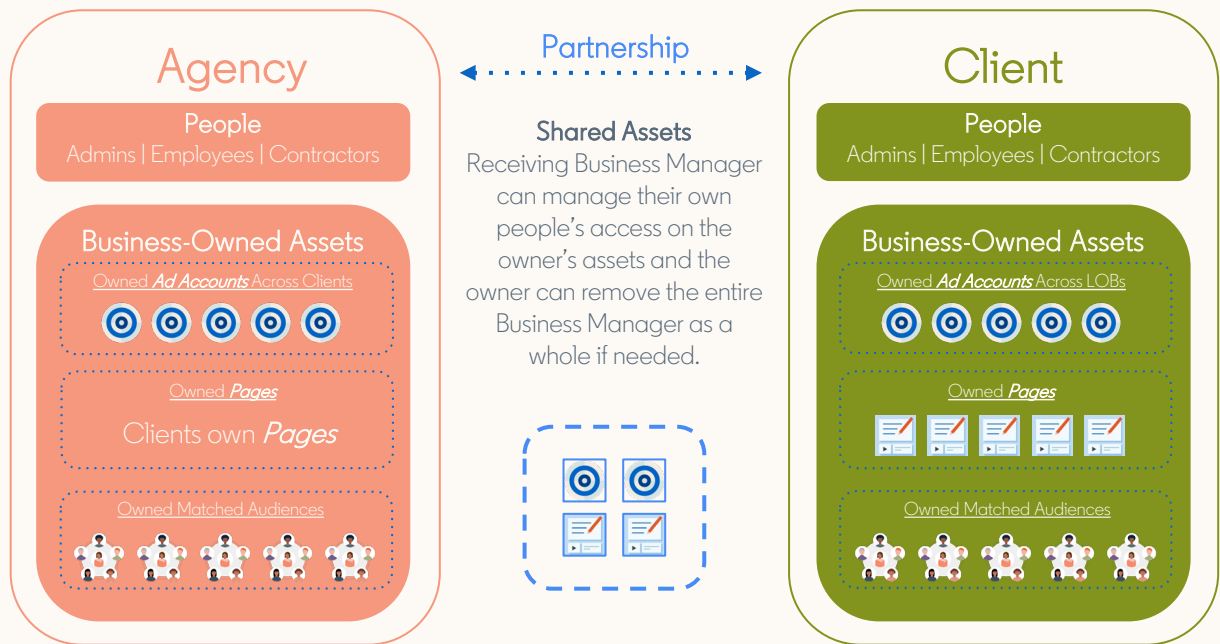 Agency
People
Admins | Employees | Contractors
Business-Owned Assets
Owned Ad Accounts Across Clients
Owned Pages
Clients own Pages
Owned Matched Audiences
Partnership
Shared Assets
Receiving Business Manager
can manage their own
people's access on the
owner's assets and the
owner can remove the entire
Business Manager as a
whole if needed.
Client
People
Admins | Employees | Contractors
Business-Owned Assets
Owned Ad Accounts Across LOBs
Owned Pages
Owned Matched Audiences